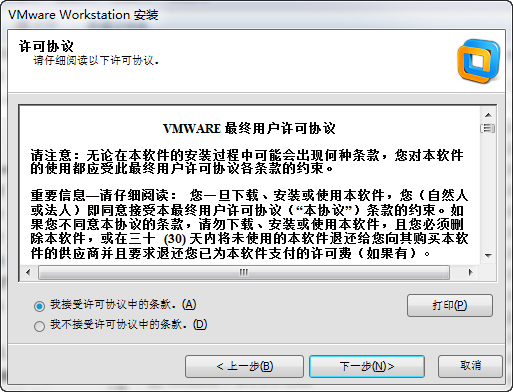 VMware Workstation 安装
许可协议
请仔细阅读以下许可协议。
VMWARE 最终用户许可协议
请注意：无论在本软件的安装过程中可能会出现何种条款，您对本软件
的使用都应受此最终用户许可协议各条款的约束。
重要信息—请仔细阅读： 您一旦下载、安装或使用本软件，您（自然人
或法人）即同意接受本最终用户许可协议（“本协议”）条款的约束。如
果您不同意本协议的条款，请勿下载、安装或使用本软件，且您必须删
除本软件，或在三十 (30) 天内将未使用的本软件退还给您向其购买本软
件的供应商并且要求退还您已为本软件支付的许可费（如果有）。
我接受许可协议中的条款。(A)
打印(P)
我不接受许可协议中的条款。(D)
< 上一步(B)
下一步(N)>
取消